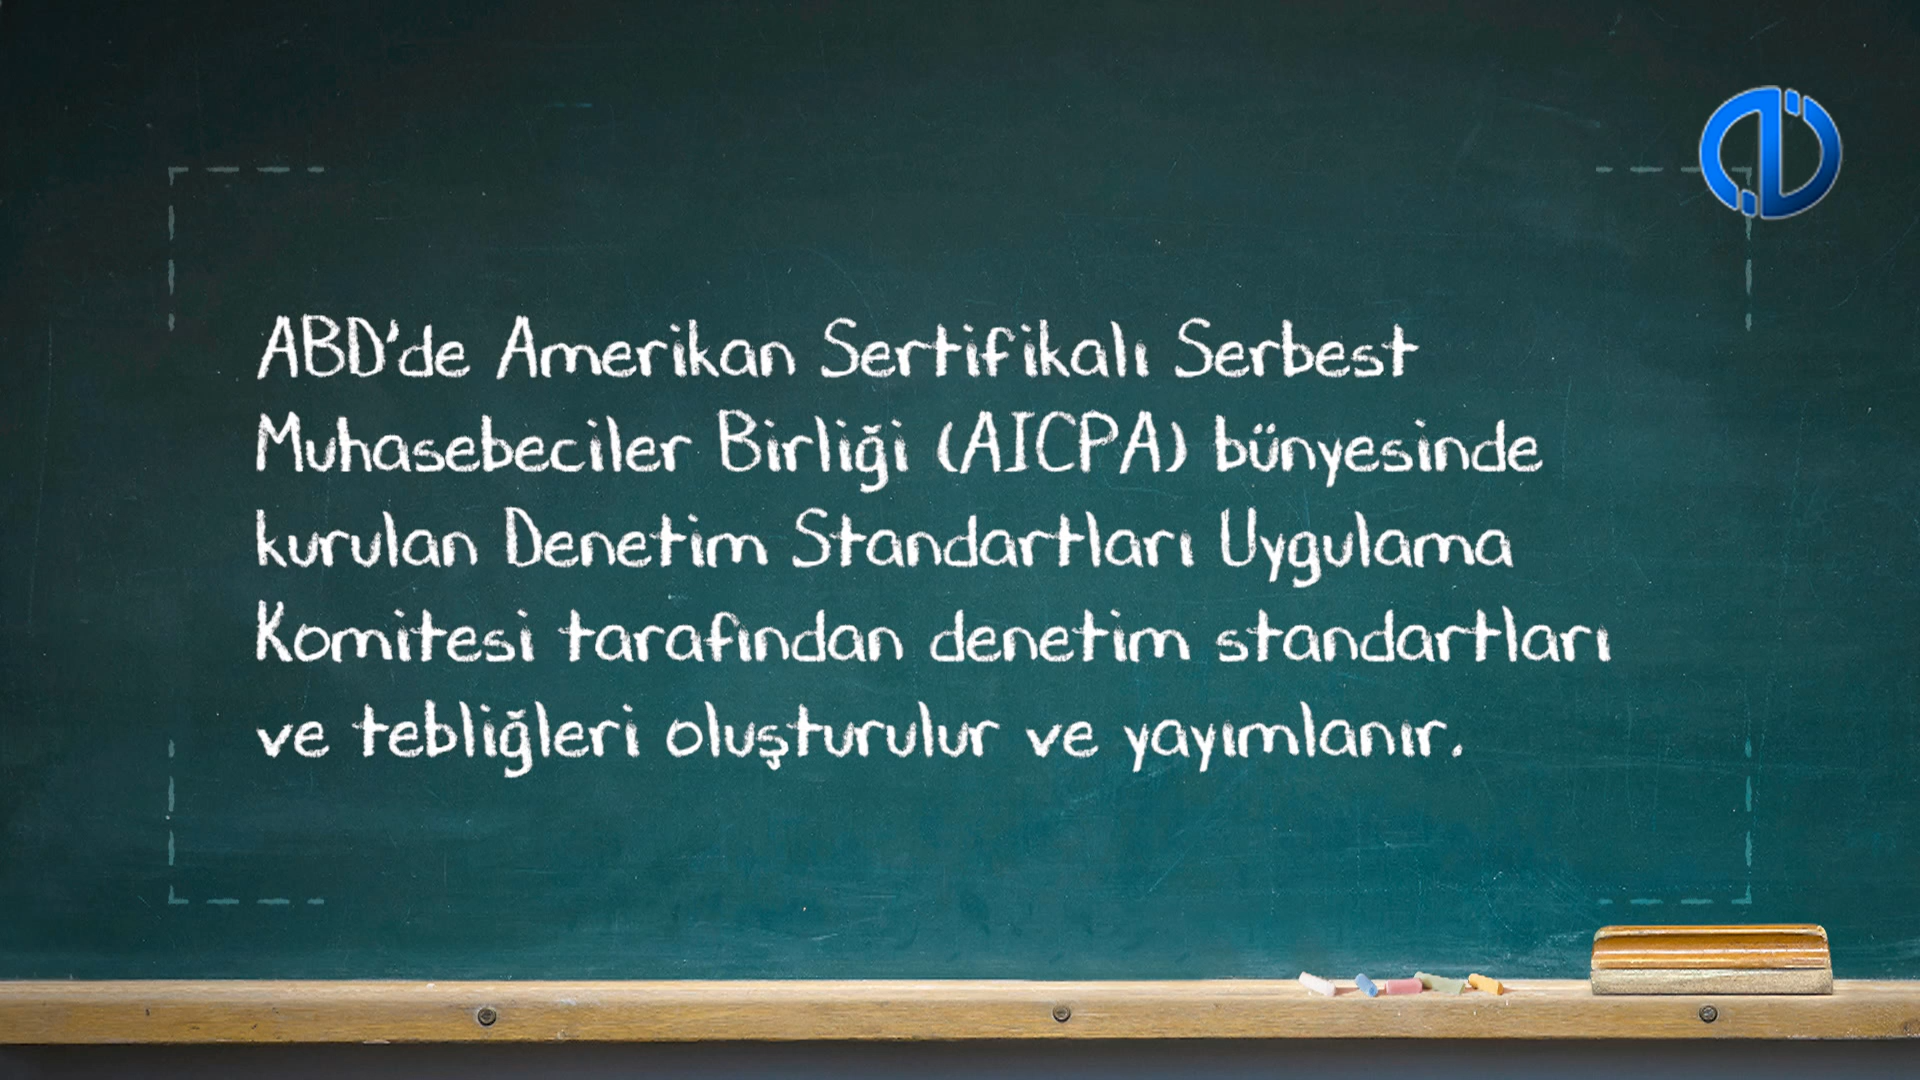 ABD'de Amerikan Sertifikalı Serbest
Muhasebeciler Birliği (AICPA) bünyesinde
kurulan Denetim Standartları Uygulama
Komitesi tarafından denetim standartları
ve tebliğleri oluşturulur ve yayımlanır.